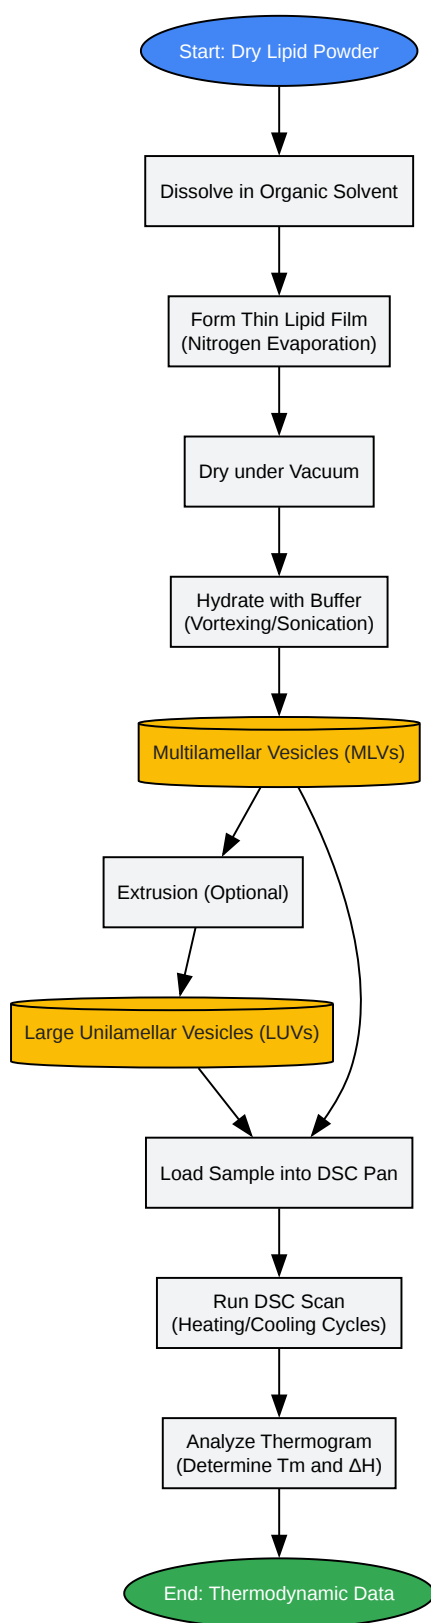 Start: Dry Lipid Powder
Dissolve in Organic Solvent
Form Thin Lipid Film
(Nitrogen Evaporation)
Dry under Vacuum
Hydrate with Buffer
(Vortexing/Sonication)
Multilamellar Vesicles (MLVs)
Extrusion (Optional)
Large Unilamellar Vesicles (LUVs)
Load Sample into DSC Pan
Run DSC Scan
(Heating/Cooling Cycles)
Analyze Thermogram
(Determine Tm and ΔH)
End: Thermodynamic Data